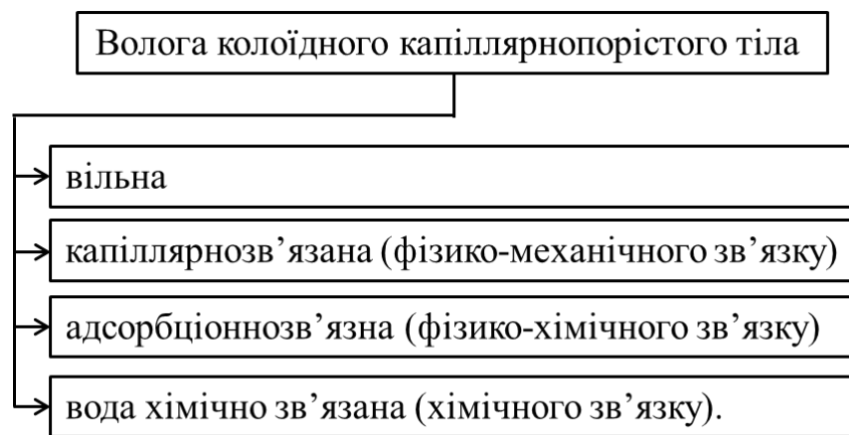 Волога колоїдного капіллярнопорістого тіла
вільна
капіллярнозв’язана (фізико-механічного зв’язку)
адсорбціоннозв’язна (фізико-хімічного зв’язку)
вода хімічно зв’язана (хімічного зв’язку).